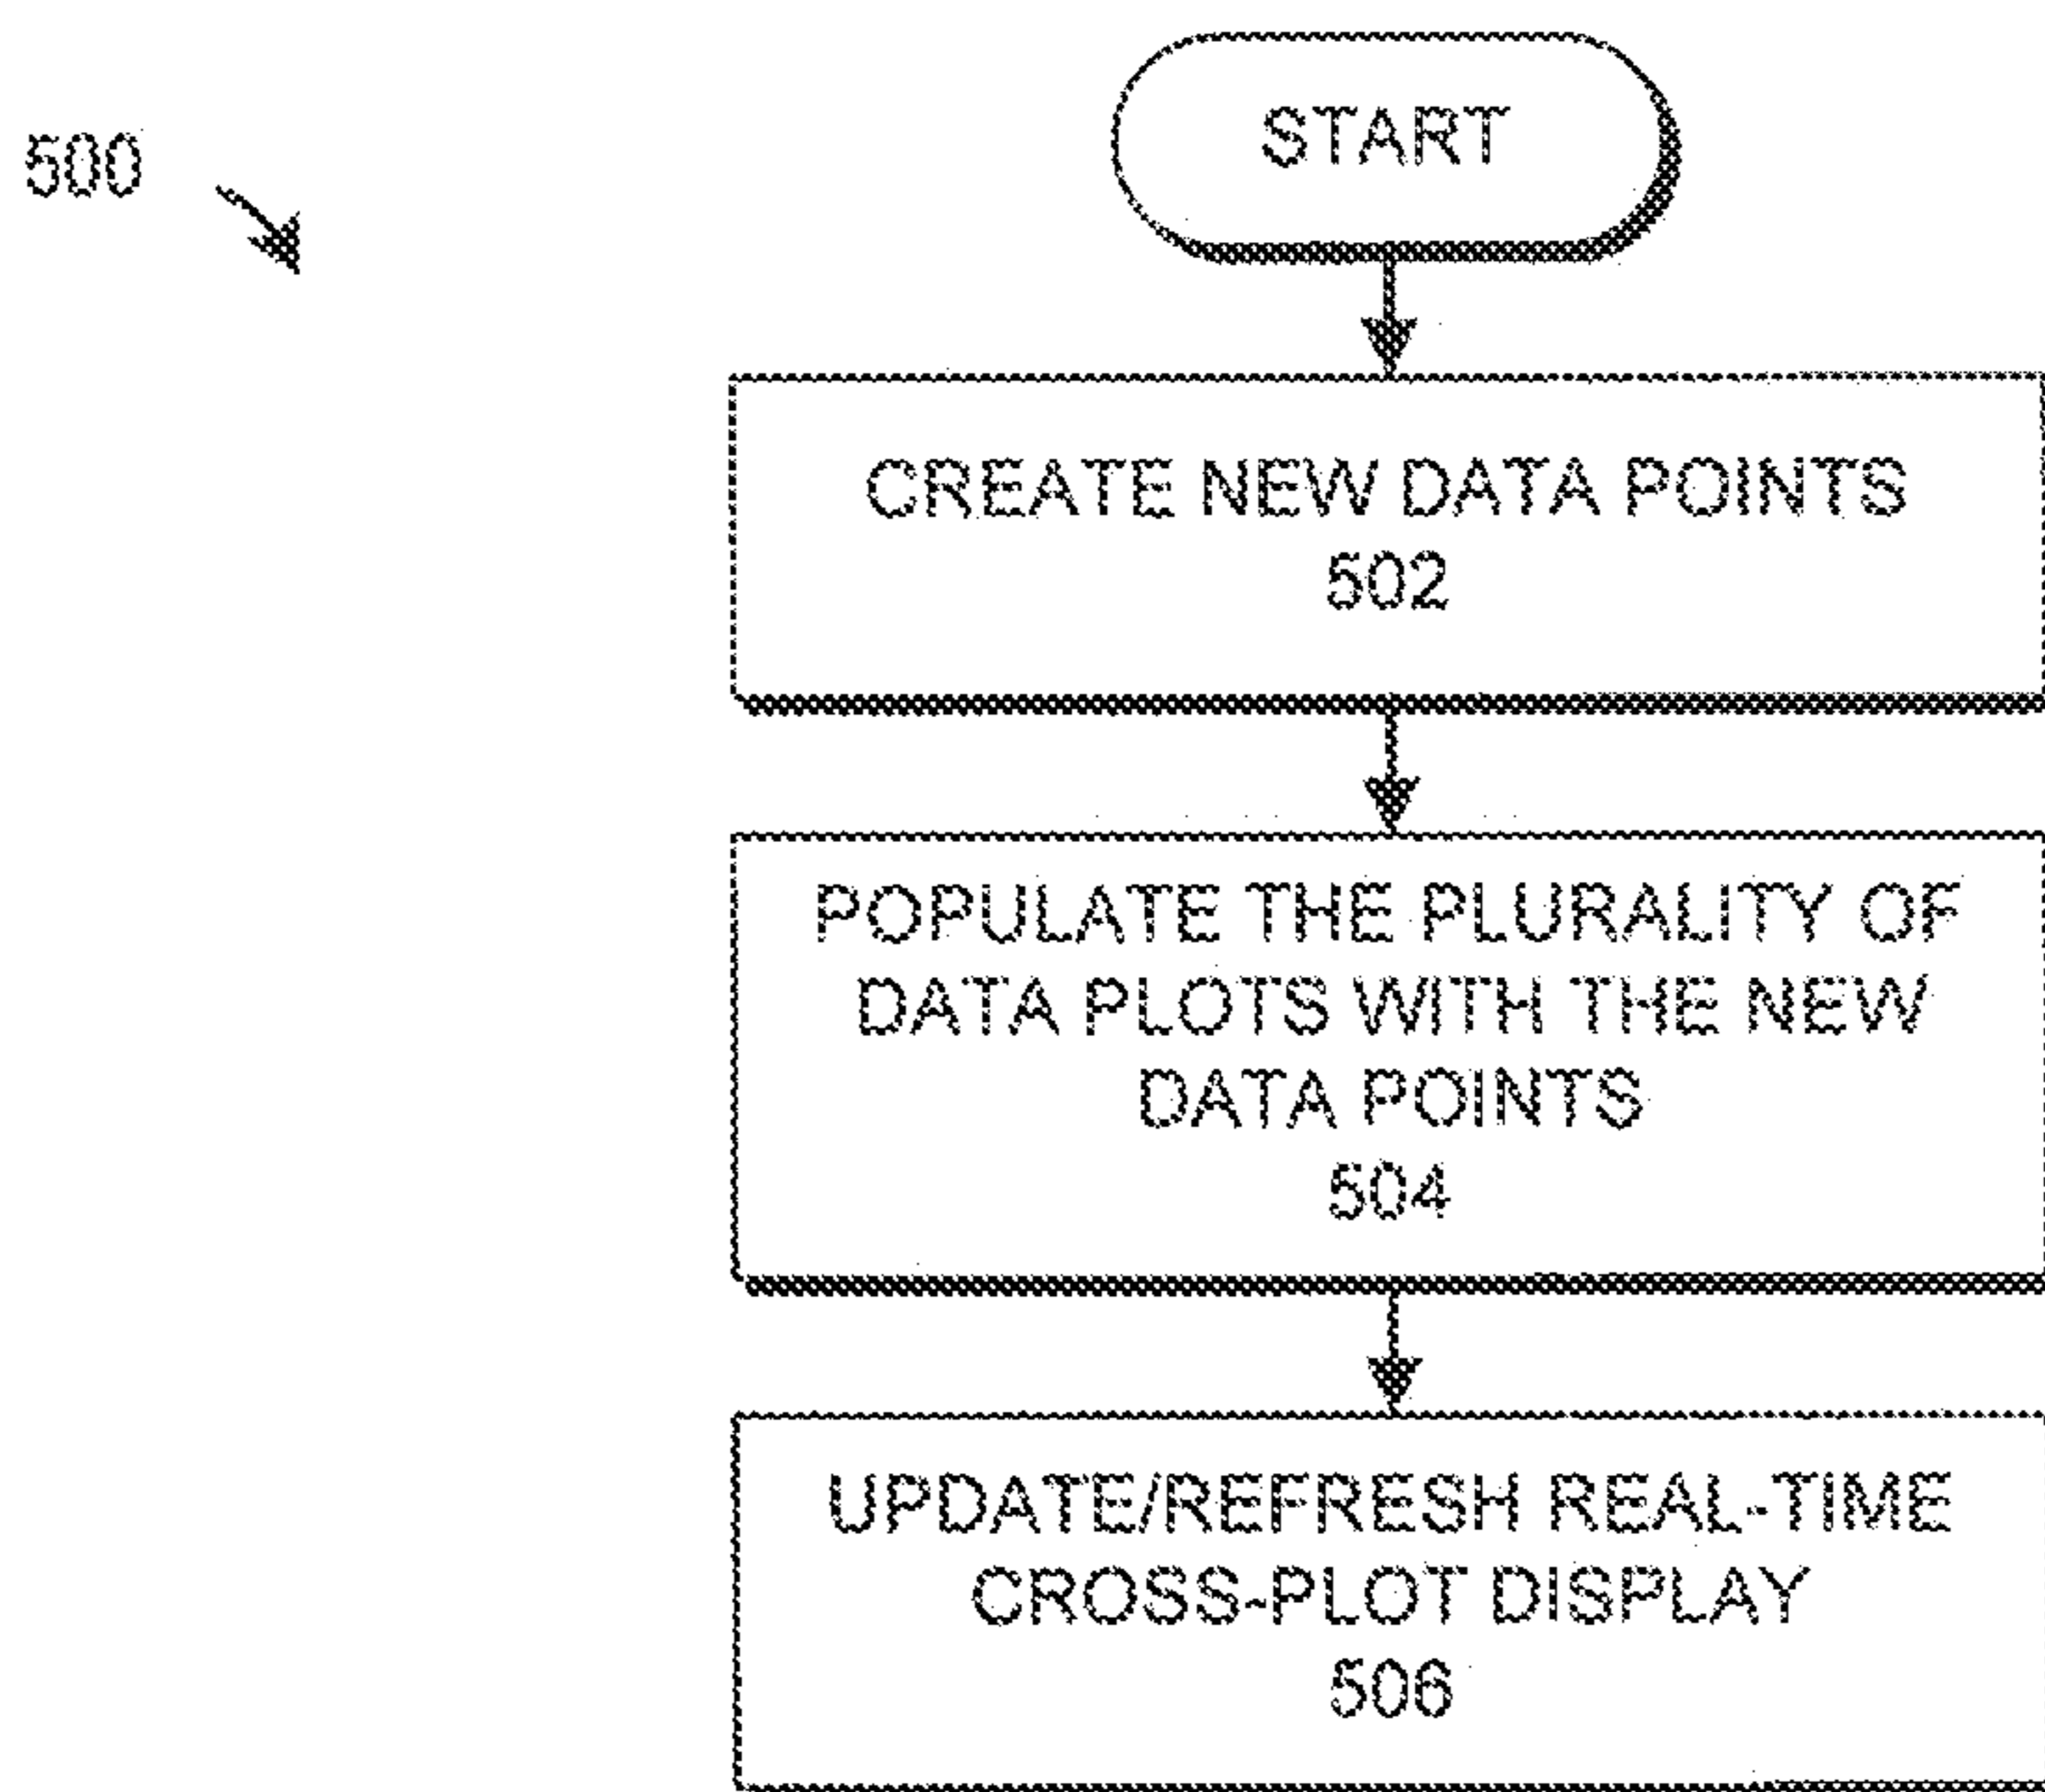 500
START
CREATE NEW DATA POINTS
502
POPULATE THE PLURALITY OF
DATA PLOTS WITH THE NEW
DATA POINTS
504
UPDATE/REFRESH REAL-TIME
CROSS-PLOT DISPLAY
506